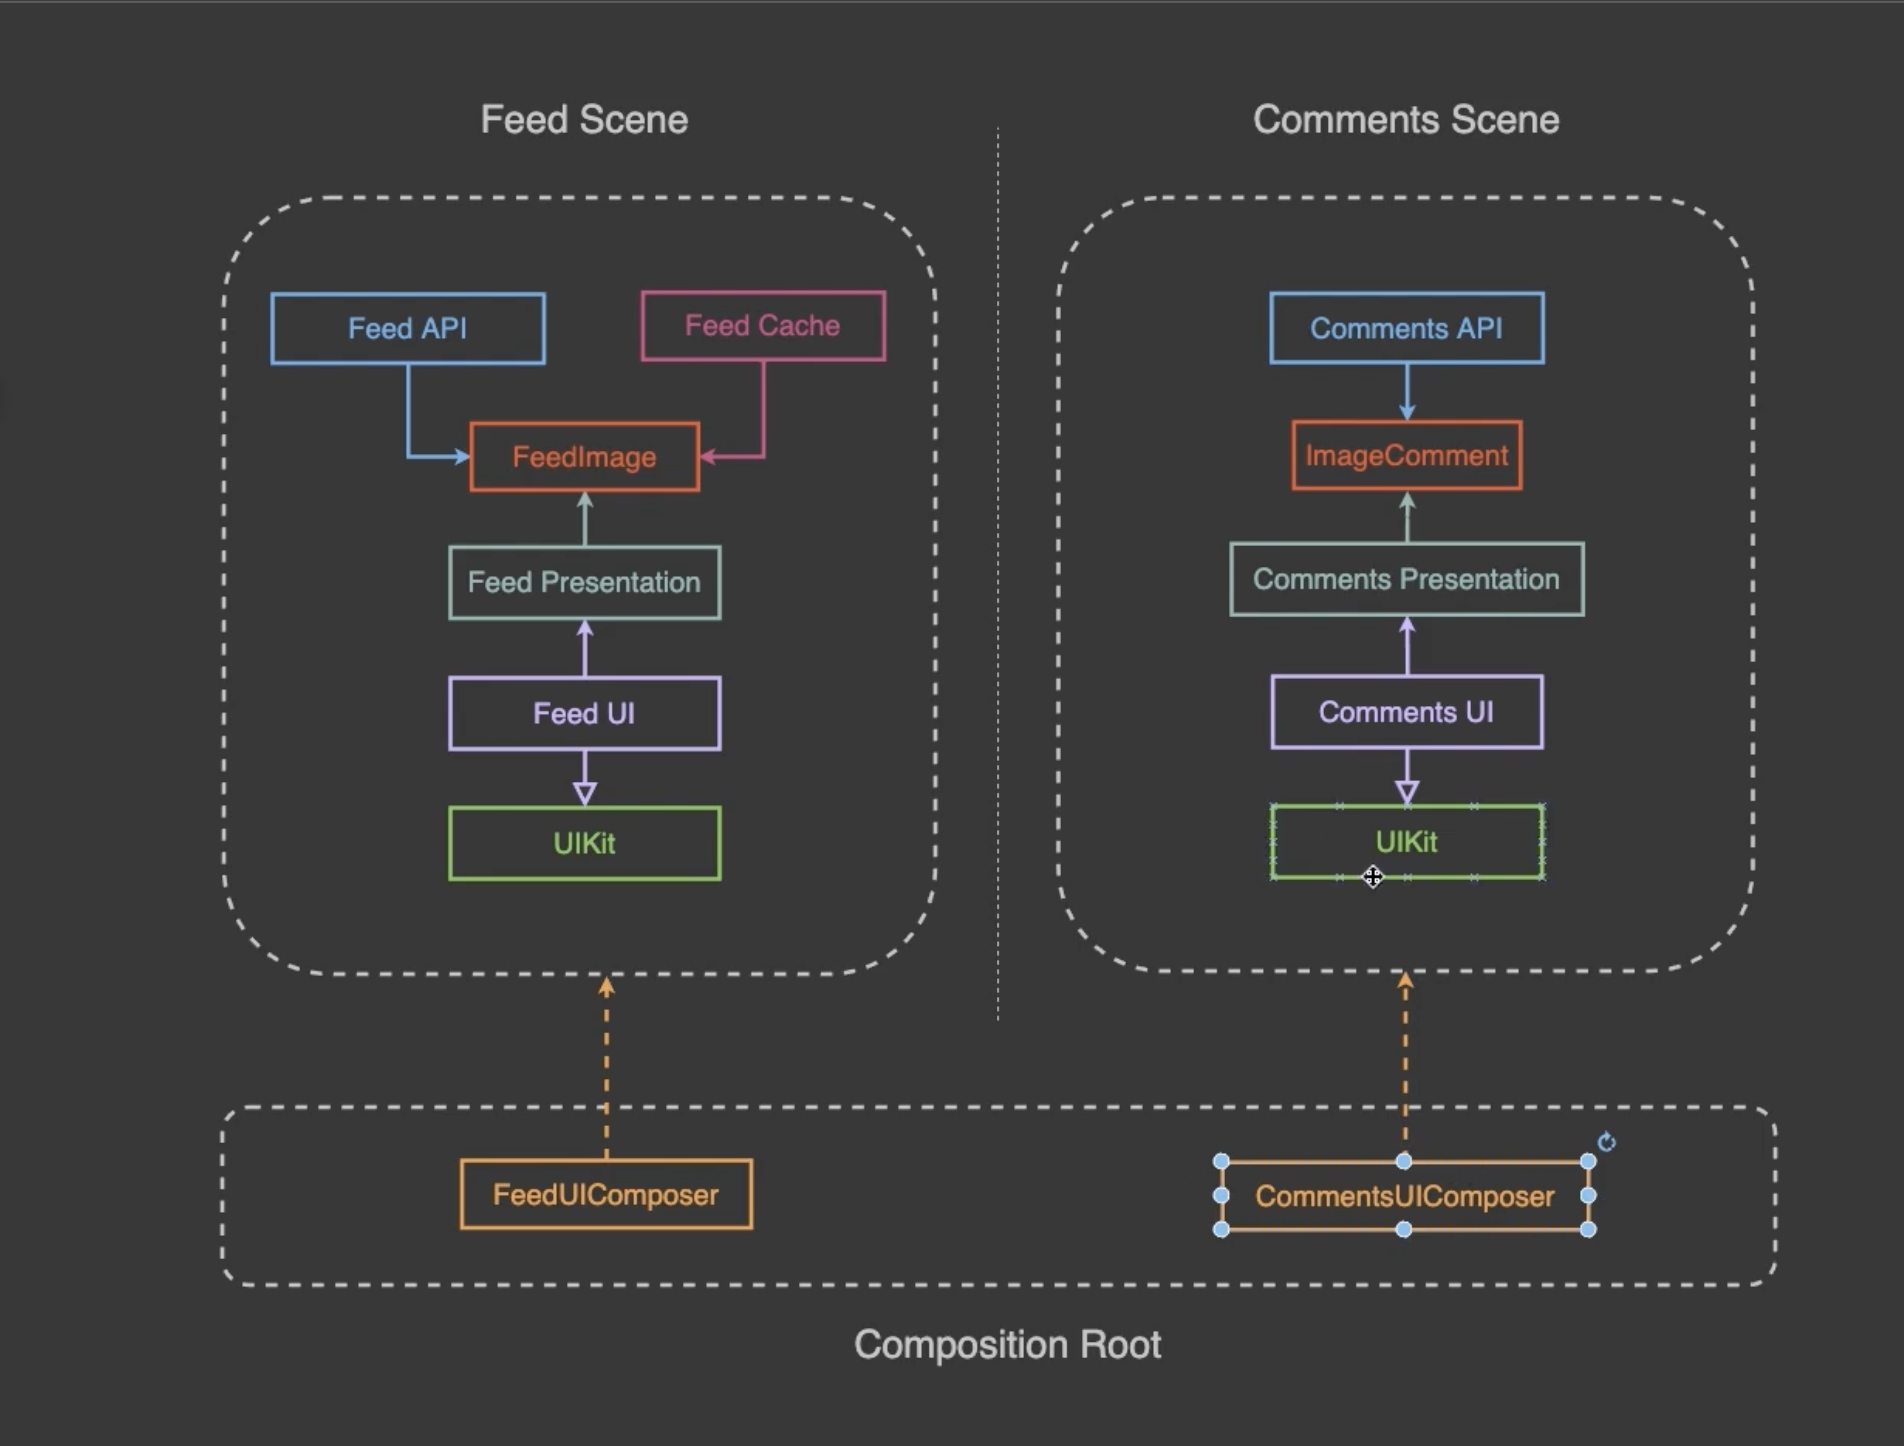 Feed Scene
Comments Scene
Feed API
Feed Cache
Comments API
FeedImage
ImageComment
Feed Presentation
Comments Presentation
Feed UI
Comments UI
UIKit
UIKit
FeedUIComposer
CommentsUIComposer
Composition Root